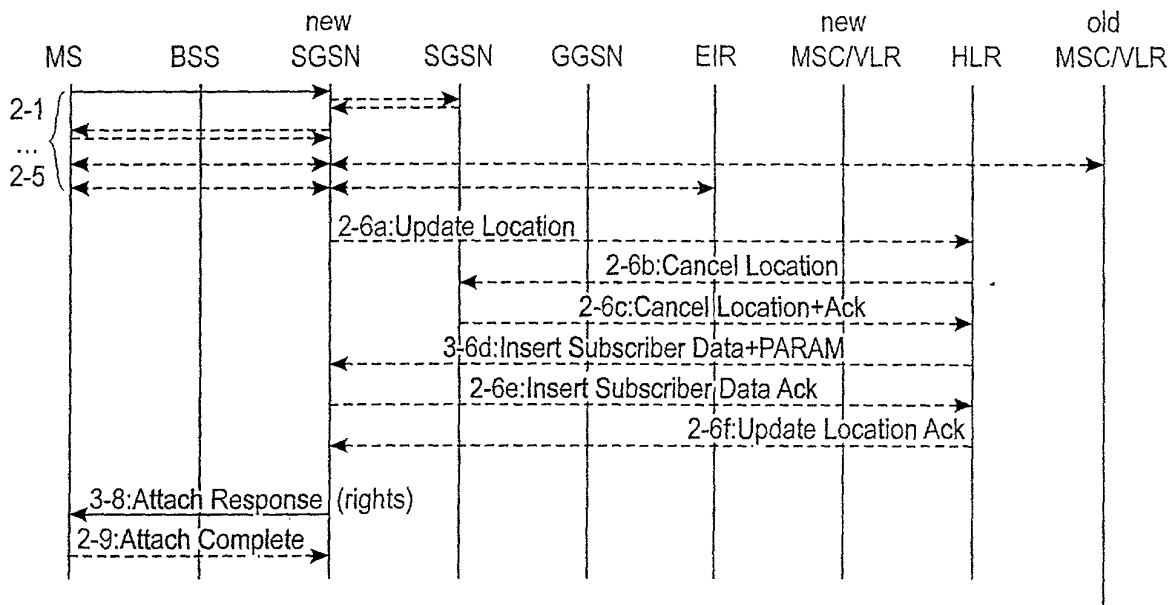 new new old
MS BSS SGSN SGSN GGSN EIR MSC/VLR HLR MSC/VLR
2-1
...
2-5
2-6a:Update Location
2-6b:Cancel Location
2-6c:Cancel Location+Ack
3-6d:Insert Subscriber Data+PARAM
2-6e:Insert Subscriber Data Ack
2-6f:Update Location Ack
3-8:Attach Response (rights)
2-9:Attach Complete